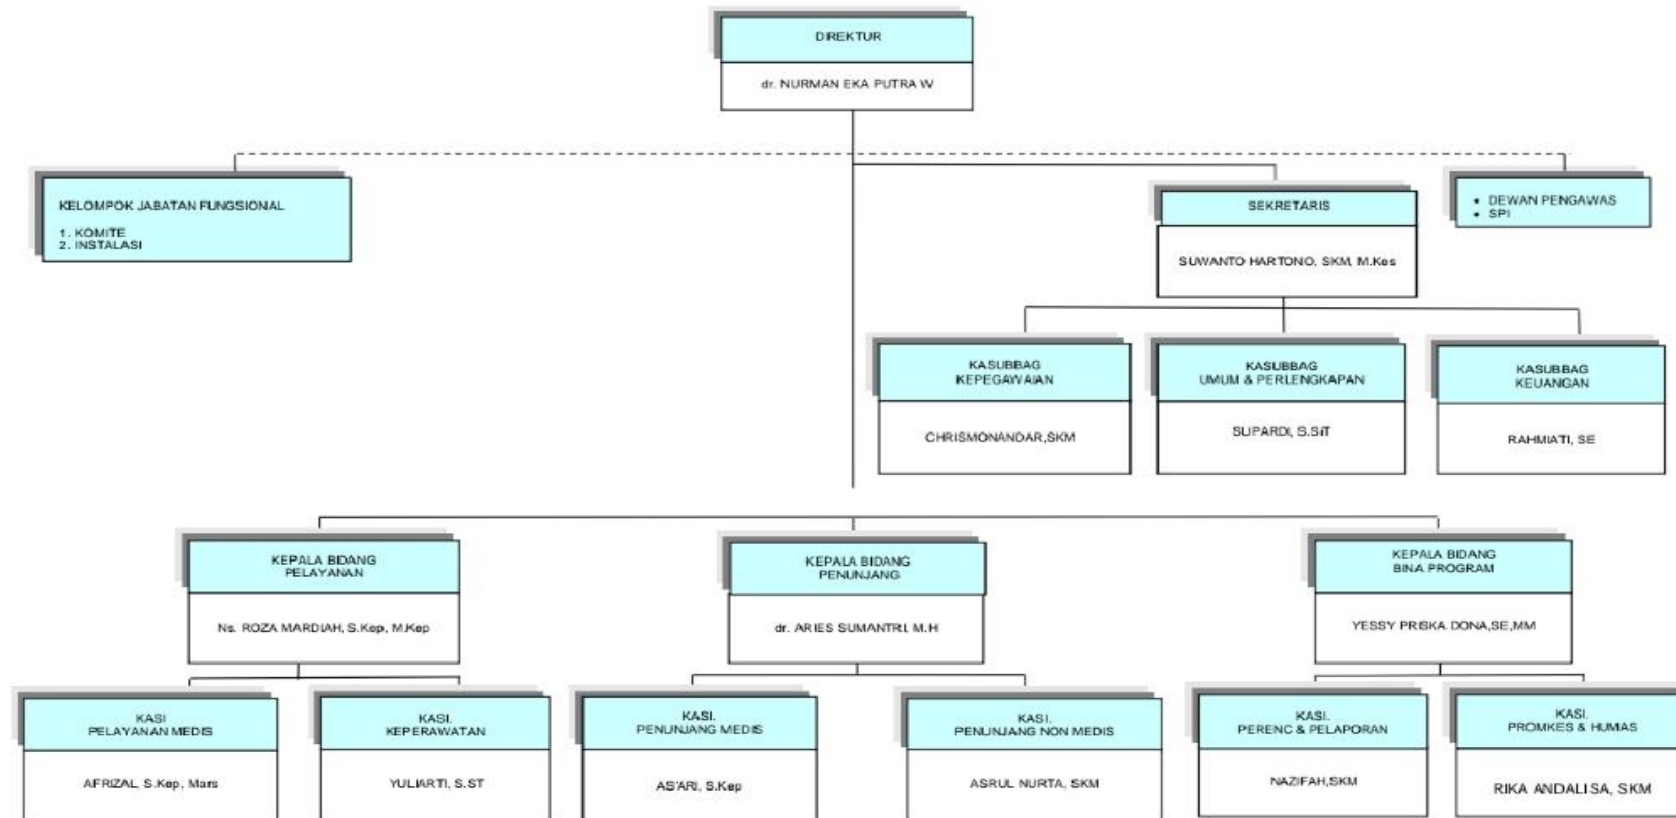 DIREKTUR
dr. NURMAN EKA PUTRA W
KELOMPOK JABATAN FUNGSIONAL
1. KOMITE
2. INSTALASI
SEKRETARIS
SUWANTO HARTONO, SKM, M.Kes
• DEWAN PENGAWAS
• SPI
KASUBBAG
KEPEGAWAIAN
CHRISMONANDAR,SKM
KASUBBAG
UMUM & PERLENGKAPAN
SUPARDI, S.SiT
KASUBBAG
KEUANGAN
RAHMIATI, SE
KEPALA BIDANG
PELAYANAN
Ns. ROZA MARDIAH, S.Kep, M.Kep
KEPALA BIDANG
PENUNJANG
dr. ARIES SUMANTRI, M.H
KEPALA BIDANG
BINA PROGRAM
YESSY PRISKA DONA,SE,MM
KASI
PELAYANAN MEDIS
AFRIZAL, S.Kep, Mars
KASI.
KEPERAWATAN
YULIARTI, S.ST
KASI.
PENUNJANG MEDIS
AS'ARI, S.Kep
KASI.
PENUNJANG NON MEDIS
ASRUL NURTA, SKM
KASI.
PERENC & PELAPORAN
NAZIFAH,SKM
KASI.
PROMKES & HUMAS
RIKA ANDALISA, SKM